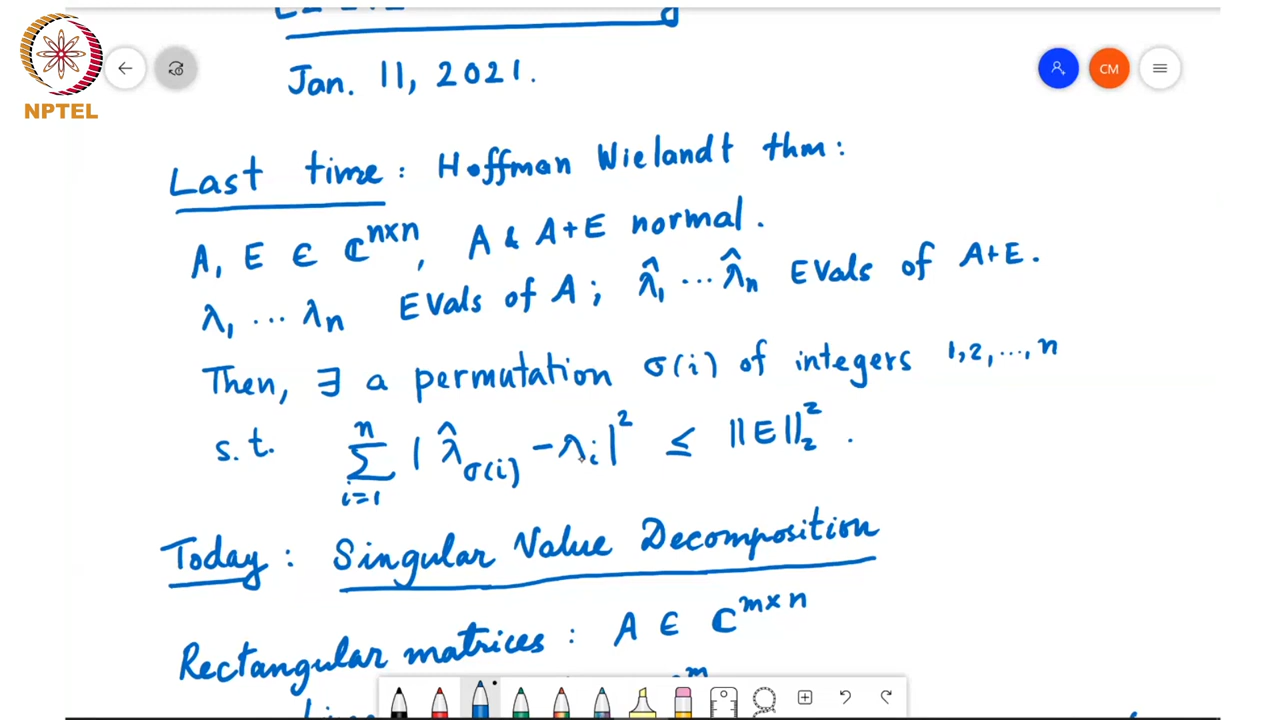 NPTEL
CM
Jan. 11, 2021.
Last time: Hoffman Wielandt thm:
A, E ∈ ℂ^{n×n}, A & A+E normal.
λ₁ ... λₙ EVals of A; λ̂₁ ... λ̂ₙ EVals of A+E.
Then, ∃ a permutation σ(i) of integers 1,2,...,n
s.t. ∑_{i=1}^{n} | λ̂_{σ(i)} - λ_i |² ≤ ||E||₂² .
Today: Singular Value Decomposition
Rectangular matrices: A ∈ ℂ^{m×n}